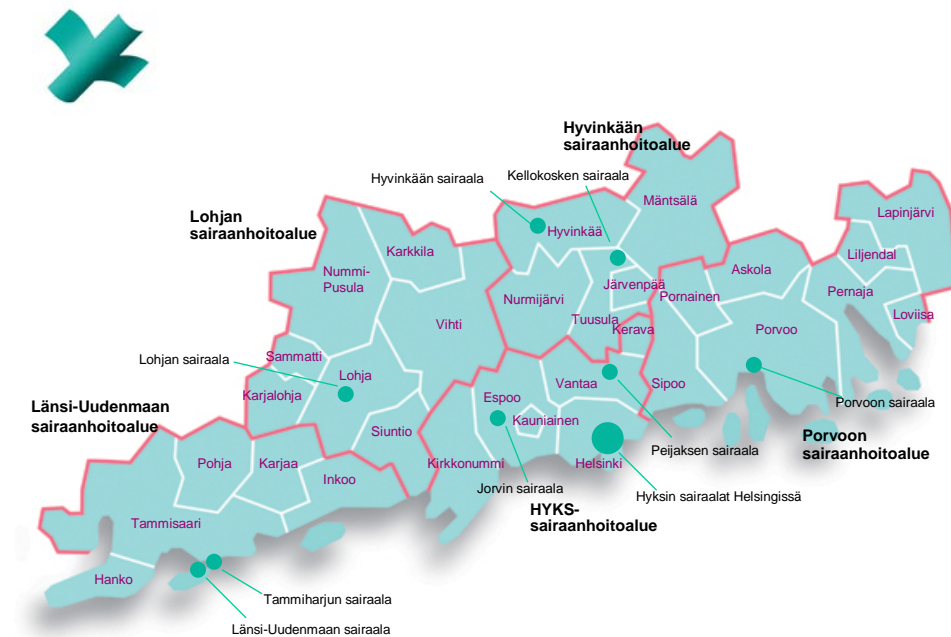 Hyvinkään
sairaanhoitoalue
Hyvinkään sairaala
Kellokosken sairaala
Mäntsälä
Lapinjärvi
Lohjan
sairaanhoitoalue
Hyvinkää
Karkkila
Liljendal
Nummi-
Pusula
Askola
Järvenpää
Pornainen
Pernaja
Nurmijärvi
Loviisa
Vihti
Tuusula
Kerava
Porvoo
Sammatti
Lohjan sairaala
Lohja
Vantaa
Sipoo
Karjalohja
Espoo
Porvoon sairaala
Länsi-Uudenmaan
sairaanhoitoalue
Kauniainen
Siuntio
Peijaksen sairaala
Porvoon
sairaanhoitoalue
Pohja
Karjaa
Kirkkonummi
Helsinki
Inkoo
Jorvin sairaala
Hyksin sairaalat Helsingissä
HYKS-
sairaanhoitoalue
Tammisaari
Hanko
Tammiharjun sairaala
Länsi-Uudenmaan sairaala